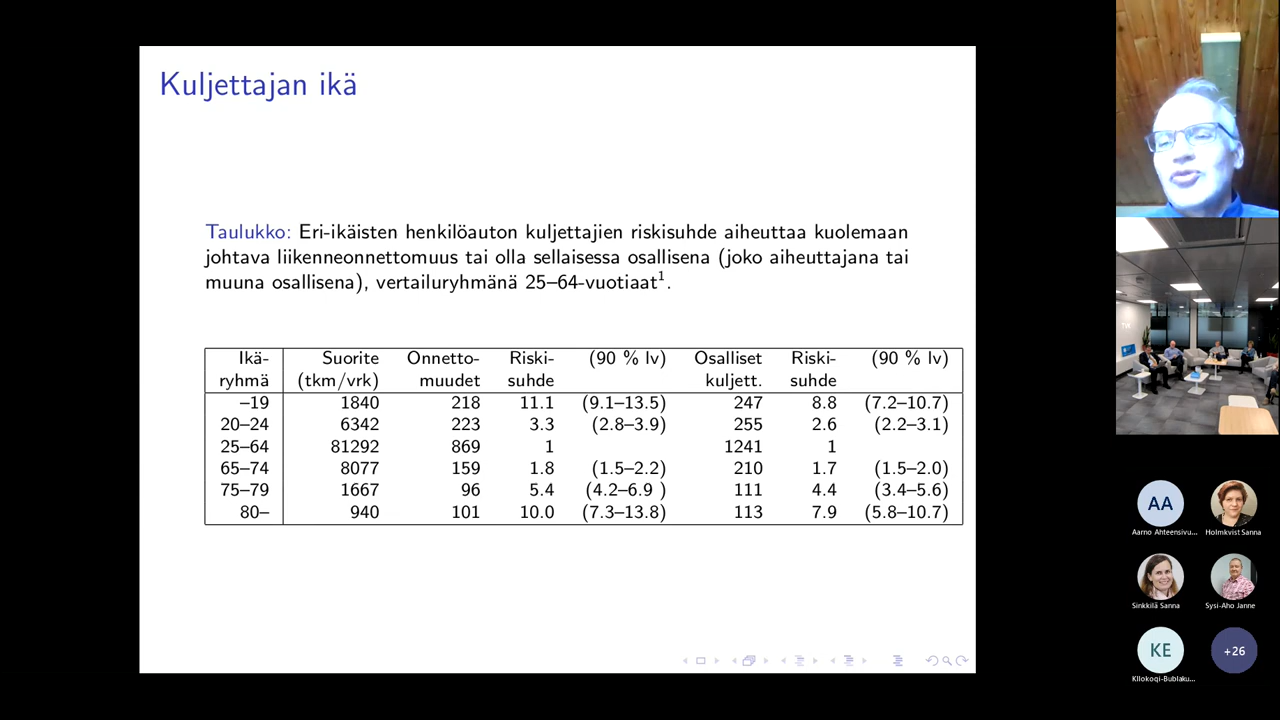 Kuljettajan ikä
Taulukko: Eri-ikäisten henkilöauton kuljettajien riskisuhde aiheuttaa kuolemaan
johtava liikenneonnettomuus tai olla sellaisessa osallisena (joko aiheuttajana tai
muuna osallisena), vertailuryhmänä 25–64-vuotiaat¹.
Ikä- Suorite Onnetto- Riski- (90 % lv) Osalliset Riski- (90 % lv)
ryhmä (tkm/vrk) muudet suhde kuljett. suhde
–19 1840 218 11.1 (9.1–13.5) 247 8.8 (7.2–10.7)
20–24 6342 223 3.3 (2.8–3.9) 255 2.6 (2.2–3.1)
25–64 81292 869 1 1241 1
65–74 8077 159 1.8 (1.5–2.2) 210 1.7 (1.5–2.0)
75–79 1667 96 5.4 (4.2–6.9 ) 111 4.4 (3.4–5.6)
80– 940 101 10.0 (7.3–13.8) 113 7.9 (5.8–10.7)
AA
Aarno Ahteensivu... Holmkvist Sanna
Sinkkilä Sanna Sysi-Aho Janne
KE +26
Kllokoqi-Bublaku...